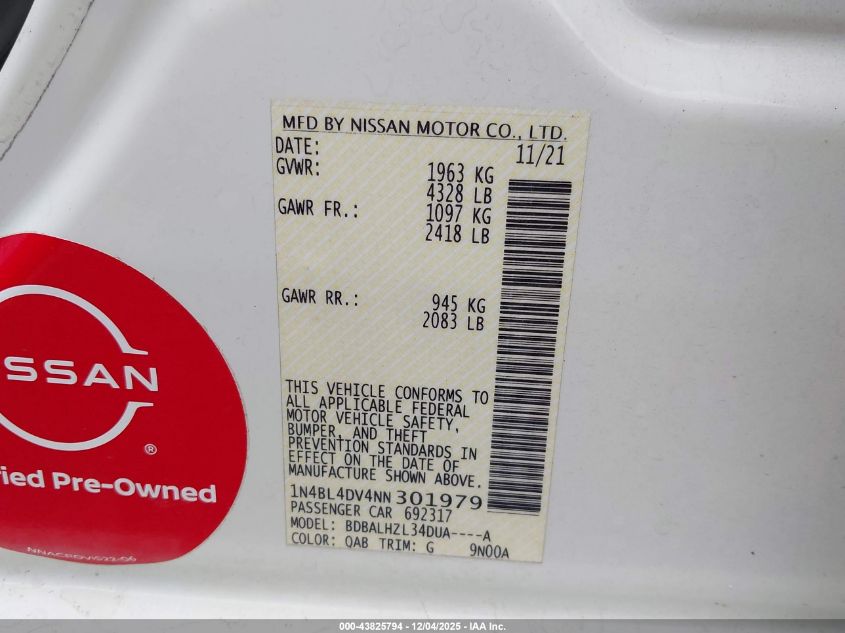 MFD BY NISSAN MOTOR CO., LTD.
DATE: 11/21
GVWR: 1963 KG
4328 LB
GAWR FR.: 1097 KG
2418 LB
GAWR RR.: 945 KG
2083 LB
THIS VEHICLE CONFORMS TO
ALL APPLICABLE FEDERAL
MOTOR VEHICLE SAFETY,
BUMPER, AND THEFT
PREVENTION STANDARDS IN
EFFECT ON THE DATE OF
MANUFACTURE SHOWN ABOVE.
1N4BL4DV4NN301979
PASSENGER CAR 692317
MODEL: BDBALHZL34DUA----A
COLOR: QAB TRIM: G 9N00A
SSAN
®
ied Pre-Owned
000-43825794 - 12/04/2025 - IAA Inc.